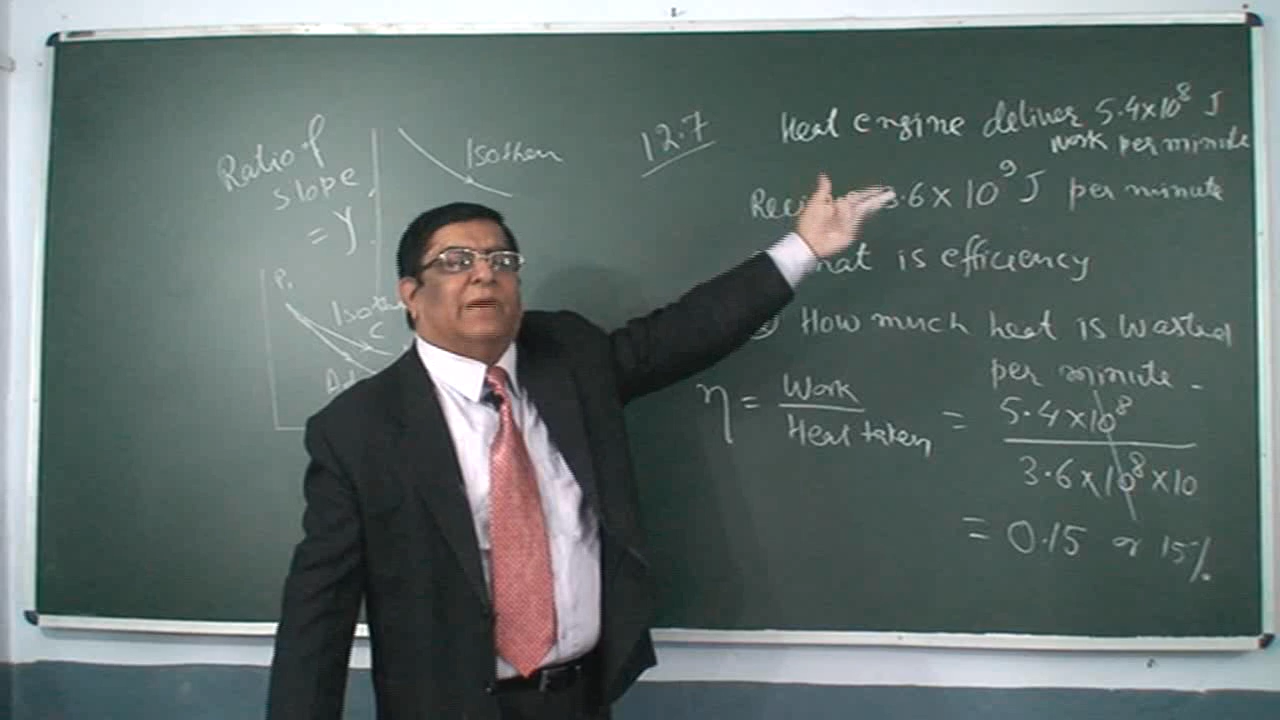 Ratio of
slope
= γ
Isothem
P₁
C
12.7
Heat engine deliver 5.4×10⁸ J
work per minute
.6 × 10⁹ J per minute
is efficiency
How much heat is wasted
per minute -
η = Work / Heat taken = 5.4×10⁸ / 3.6×10⁸×10
= 0.15 or 15%